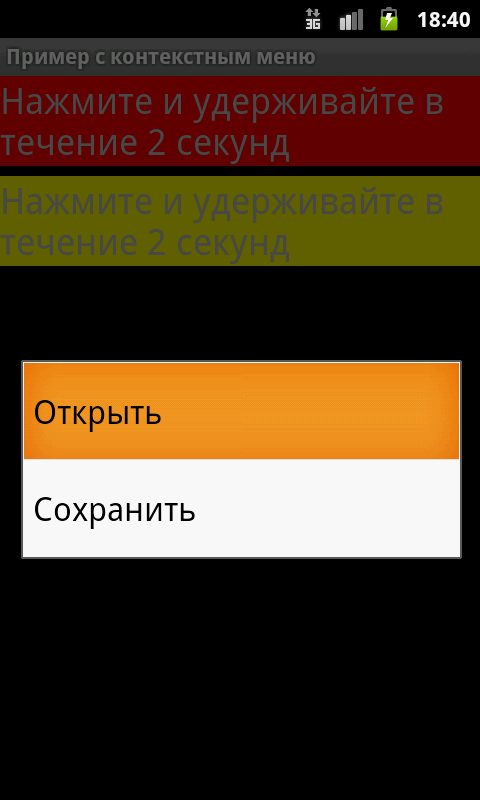 3G 18:40
Пример с контекстным меню
Нажмите и удерживайте в
течение 2 секунд
Нажмите и удерживайте в
течение 2 секунд
Открыть
Сохранить